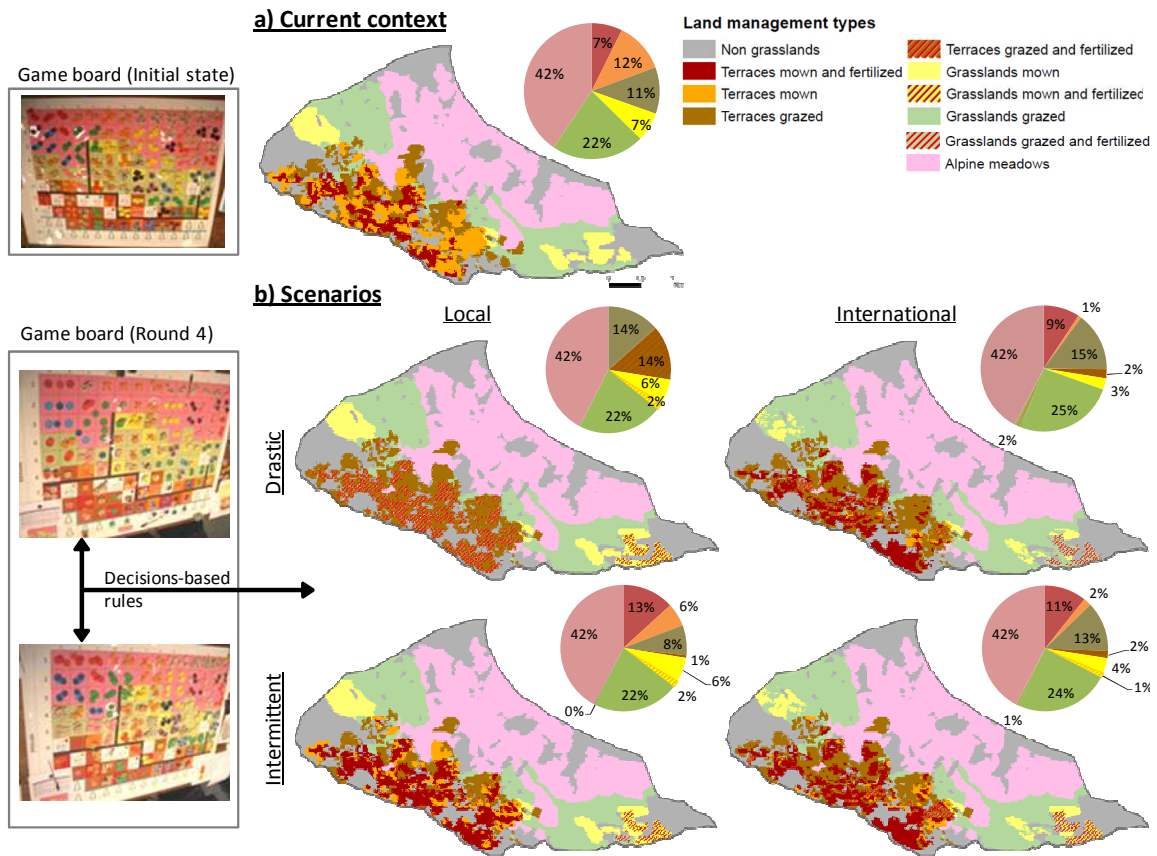 a) Current context
Game board (Initial state)
7%
12%
11%
7%
22%
42%
Land management types
Non grasslands
Terraces mown and fertilized
Terraces mown
Terraces grazed
Terraces grazed and fertilized
Grasslands mown
Grasslands mown and fertilized
Grasslands grazed
Grasslands grazed and fertilized
Alpine meadows
b) Scenarios
Local
International
Game board (Round 4)
Decisions-based
rules
Drastic
14%
14%
6%
2%
22%
42%
9%
1%
15%
2%
3%
25%
2%
42%
Intermittent
13%
6%
8%
1%
6%
2%
0%
22%
42%
11%
2%
13%
2%
4%
1%
24%
1%
42%